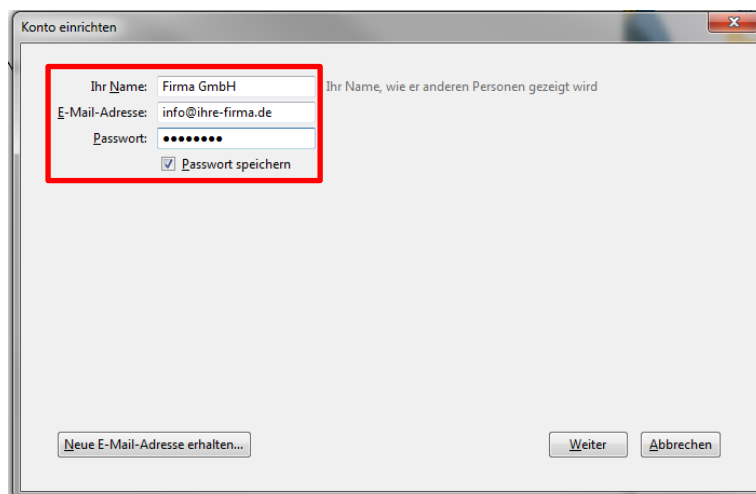 Konto einrichten
Ihr Name: Firma GmbH Ihr Name, wie er anderen Personen gezeigt wird
E-Mail-Adresse: info@ihre-firma.de
Passwort: ••••••••
Passwort speichern
Neue E-Mail-Adresse erhalten... Weiter Abbrechen